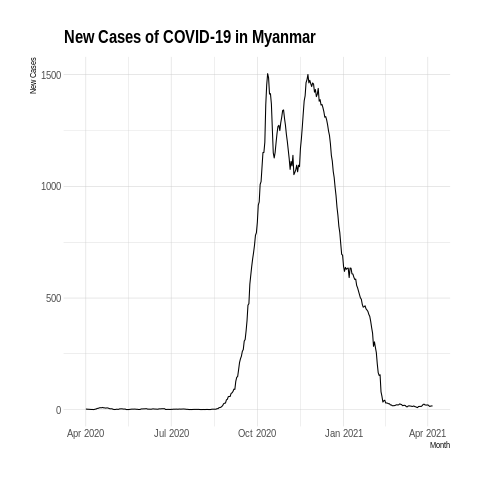 New Cases of COVID-19 in Myanmar
New Cases
1500
1000
500
0
Apr 2020 Jul 2020 Oct 2020 Jan 2021 Apr 2021
Month